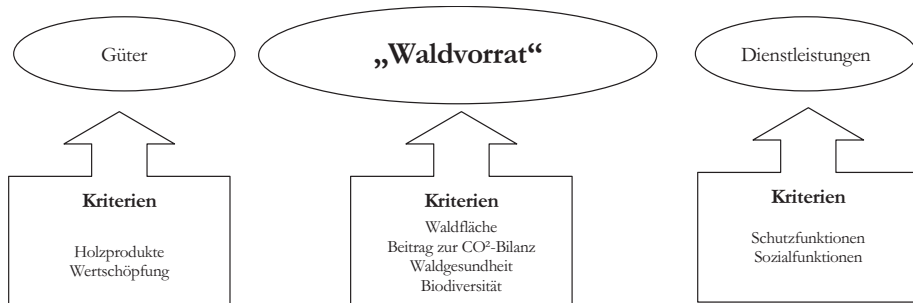 Güter
„Waldvorrat“
Dienstleistungen
Kriterien
Holzprodukte
Wertschöpfung
Kriterien
Waldfläche
Beitrag zur CO²-Bilanz
Waldgesundheit
Biodiversität
Kriterien
Schutzfunktionen
Sozialfunktionen